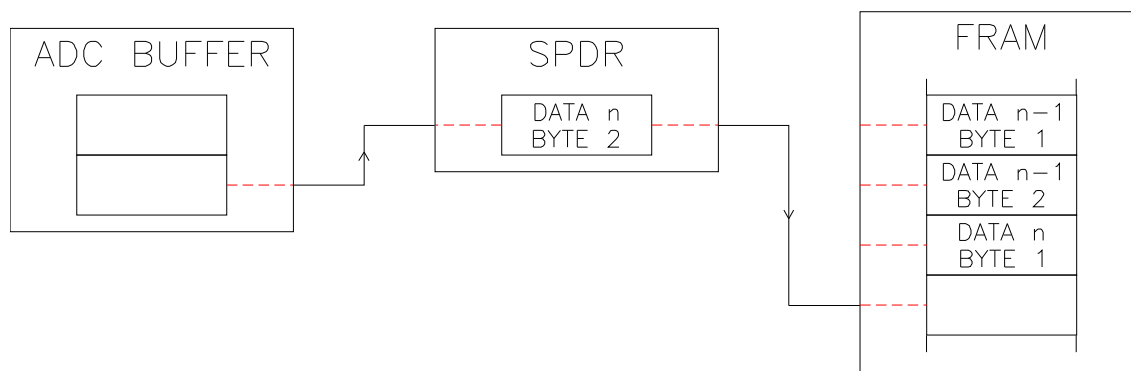 ADC BUFFER
SPDR
DATA n
BYTE 2
FRAM
DATA n-1
BYTE 1
DATA n-1
BYTE 2
DATA n
BYTE 1